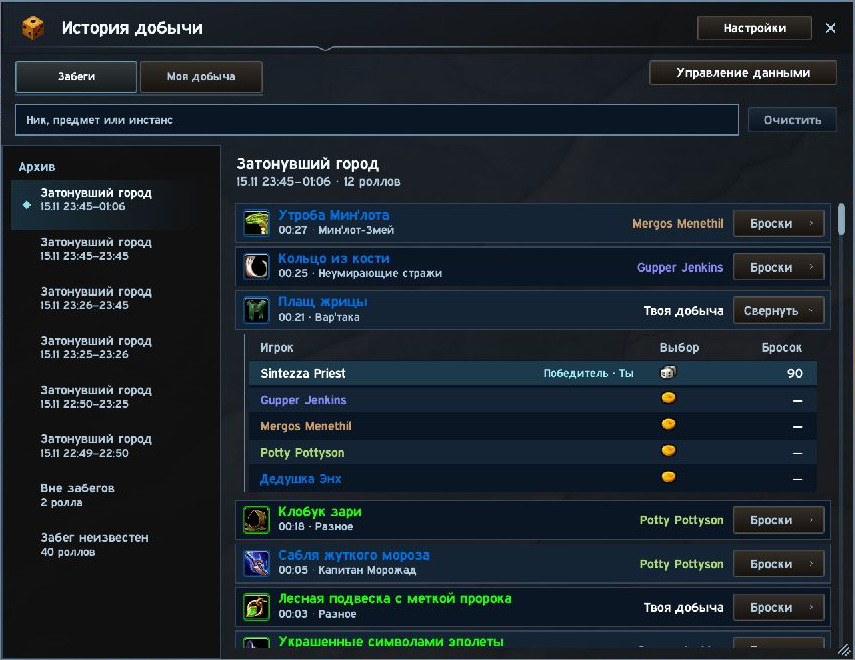 История добычи
Настройки
Забеги
Моя добыча
Управление данными
Ник, предмет или инстанс
Очистить
Архив
Затонувший город
15.11 23:45–01:06
Затонувший город
15.11 23:45–23:45
Затонувший город
15.11 23:26–23:45
Затонувший город
15.11 23:25–23:26
Затонувший город
15.11 22:50–23:25
Затонувший город
15.11 22:49–22:50
Вне забегов
2 ролла
Забег неизвестен
40 роллов
Затонувший город
15.11 23:45–01:06 · 12 роллов
Утроба Мин'лота
00:27 · Мин'лот-Змей
Mergos Menethil
Броски
Кольцо из кости
00:25 · Неумирающие стражи
Gupper Jenkins
Броски
Плащ жрицы
00:21 · Вар'така
Твоя добыча
Свернуть
Игрок Выбор Бросок
Sintezza Priest Победитель · Ты 90
Gupper Jenkins —
Mergos Menethil —
Potty Pottyson —
Дедушка Энх —
Клобук зари
00:18 · Разное
Potty Pottyson
Броски
Сабля жуткого мороза
00:05 · Капитан Морожад
Potty Pottyson
Броски
Лесная подвеска с меткой пророка
00:03 · Разное
Твоя добыча
Броски
Украшенные символами эполеты